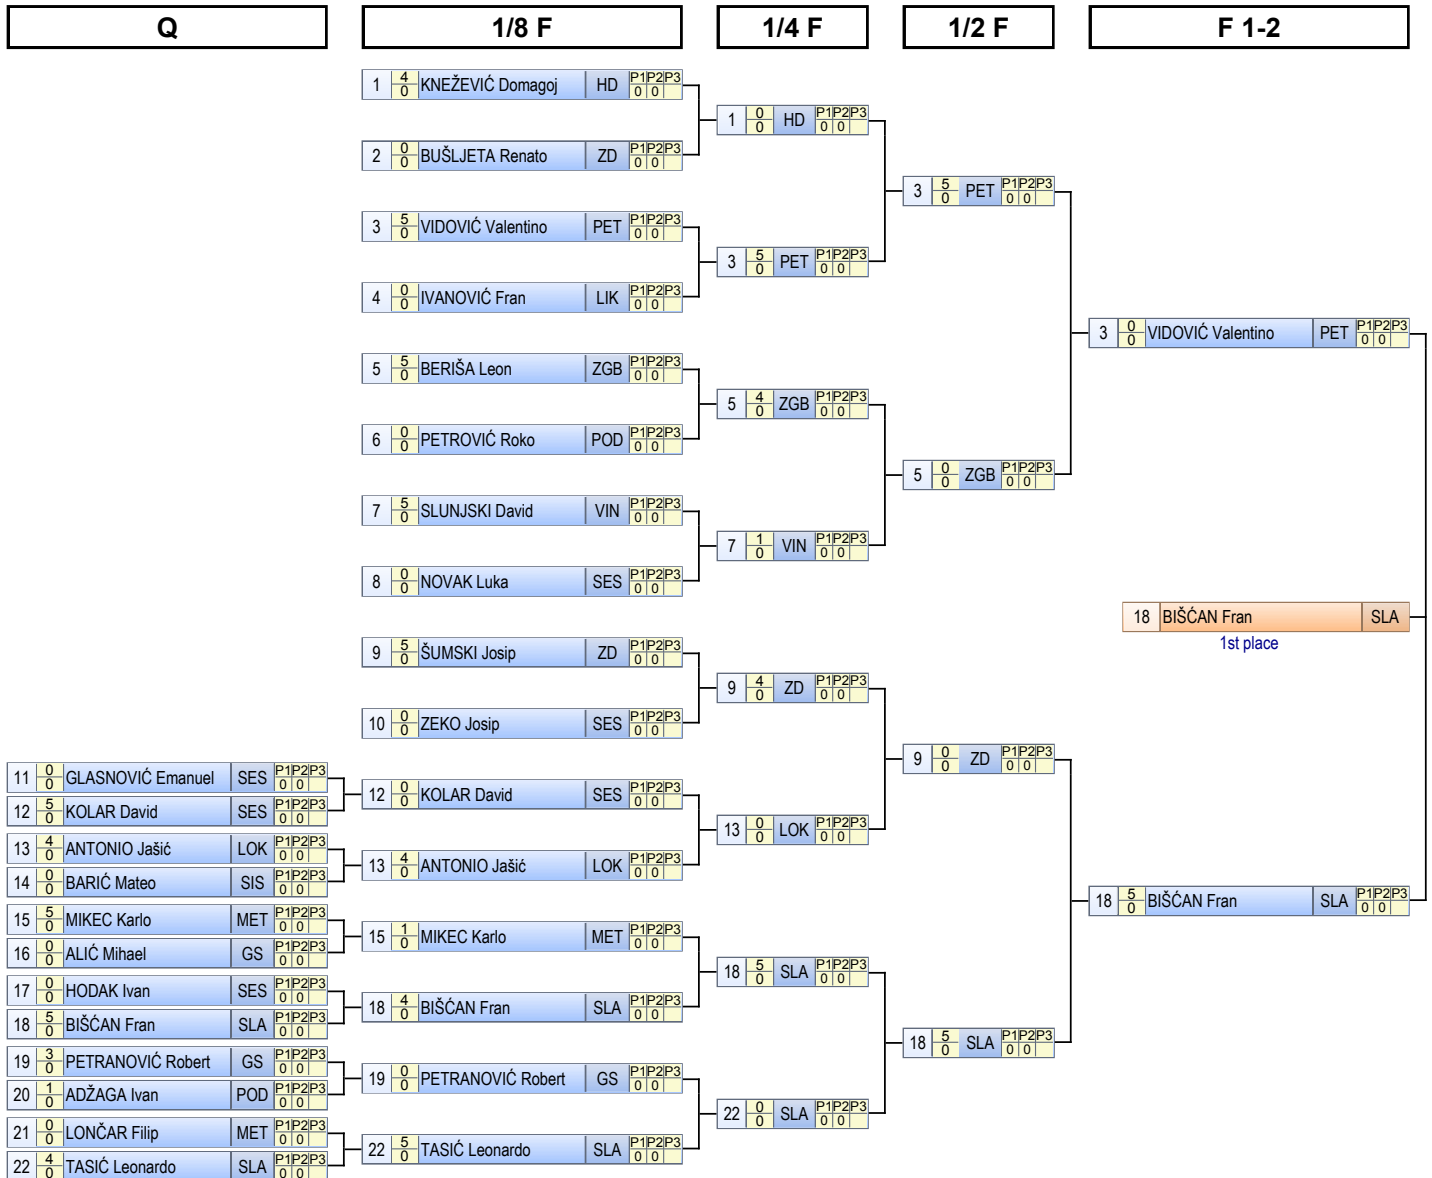 Q 1/8 F 1/4 F 1/2 F F 1-2
1 4 0 KNEŽEVIĆ Domagoj HD P1 P2 P3 0 0
2 0 0 BUŠLJETA Renato ZD P1 P2 P3 0 0
3 5 0 VIDOVIĆ Valentino PET P1 P2 P3 0 0
4 0 0 IVANOVIĆ Fran LIK P1 P2 P3 0 0
5 5 0 BERIŠA Leon ZGB P1 P2 P3 0 0
6 0 0 PETROVIĆ Roko POD P1 P2 P3 0 0
7 5 0 SLUNJSKI David VIN P1 P2 P3 0 0
8 0 0 NOVAK Luka SES P1 P2 P3 0 0
9 5 0 ŠUMSKI Josip ZD P1 P2 P3 0 0
10 0 0 ZEKO Josip SES P1 P2 P3 0 0
11 0 0 GLASNOVIĆ Emanuel SES P1 P2 P3 0 0
12 5 0 KOLAR David SES P1 P2 P3 0 0
13 4 0 ANTONIO Jašić LOK P1 P2 P3 0 0
14 0 0 BARIĆ Mateo SIS P1 P2 P3 0 0
15 5 0 MIKEC Karlo MET P1 P2 P3 0 0
16 0 0 ALIĆ Mihael GS P1 P2 P3 0 0
17 0 0 HODAK Ivan SES P1 P2 P3 0 0
18 5 0 BIŠĆAN Fran SLA P1 P2 P3 0 0
19 3 0 PETRANOVIĆ Robert GS P1 P2 P3 0 0
20 1 0 ADŽAGA Ivan POD P1 P2 P3 0 0
21 0 0 LONČAR Filip MET P1 P2 P3 0 0
22 4 0 TASIĆ Leonardo SLA P1 P2 P3 0 0
12 0 0 KOLAR David SES P1 P2 P3 0 0
13 4 0 ANTONIO Jašić LOK P1 P2 P3 0 0
15 1 0 MIKEC Karlo MET P1 P2 P3 0 0
18 4 0 BIŠĆAN Fran SLA P1 P2 P3 0 0
19 0 0 PETRANOVIĆ Robert GS P1 P2 P3 0 0
22 5 0 TASIĆ Leonardo SLA P1 P2 P3 0 0
1 0 0 HD P1 P2 P3 0 0
3 5 0 PET P1 P2 P3 0 0
5 4 0 ZGB P1 P2 P3 0 0
7 1 0 VIN P1 P2 P3 0 0
9 4 0 ZD P1 P2 P3 0 0
13 0 0 LOK P1 P2 P3 0 0
18 5 0 SLA P1 P2 P3 0 0
22 0 0 SLA P1 P2 P3 0 0
3 5 0 PET P1 P2 P3 0 0
5 0 0 ZGB P1 P2 P3 0 0
9 0 0 ZD P1 P2 P3 0 0
18 5 0 SLA P1 P2 P3 0 0
3 0 0 VIDOVIĆ Valentino PET P1 P2 P3 0 0
18 5 0 BIŠĆAN Fran SLA P1 P2 P3 0 0
18 BIŠĆAN Fran SLA
1st place